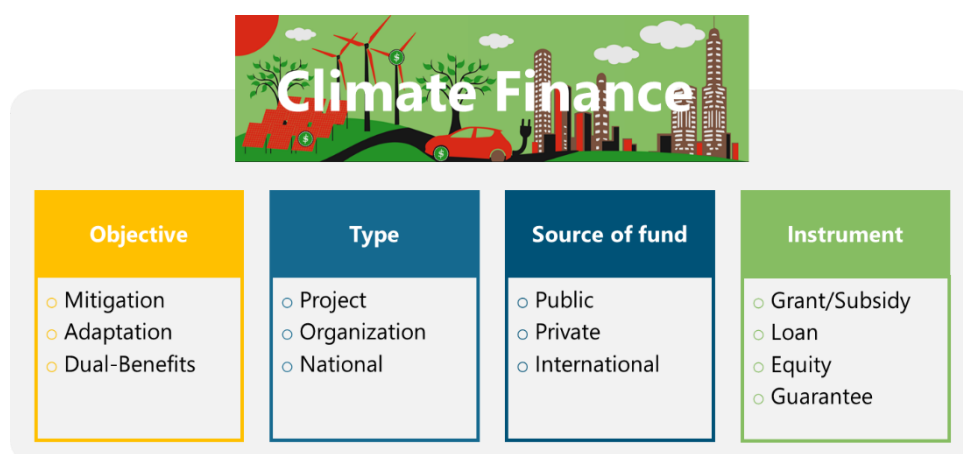 Climate Finance
Objective
Mitigation
Adaptation
Dual-Benefits
Type
Project
Organization
National
Source of fund
Public
Private
International
Instrument
Grant/Subsidy
Loan
Equity
Guarantee
$
$
$